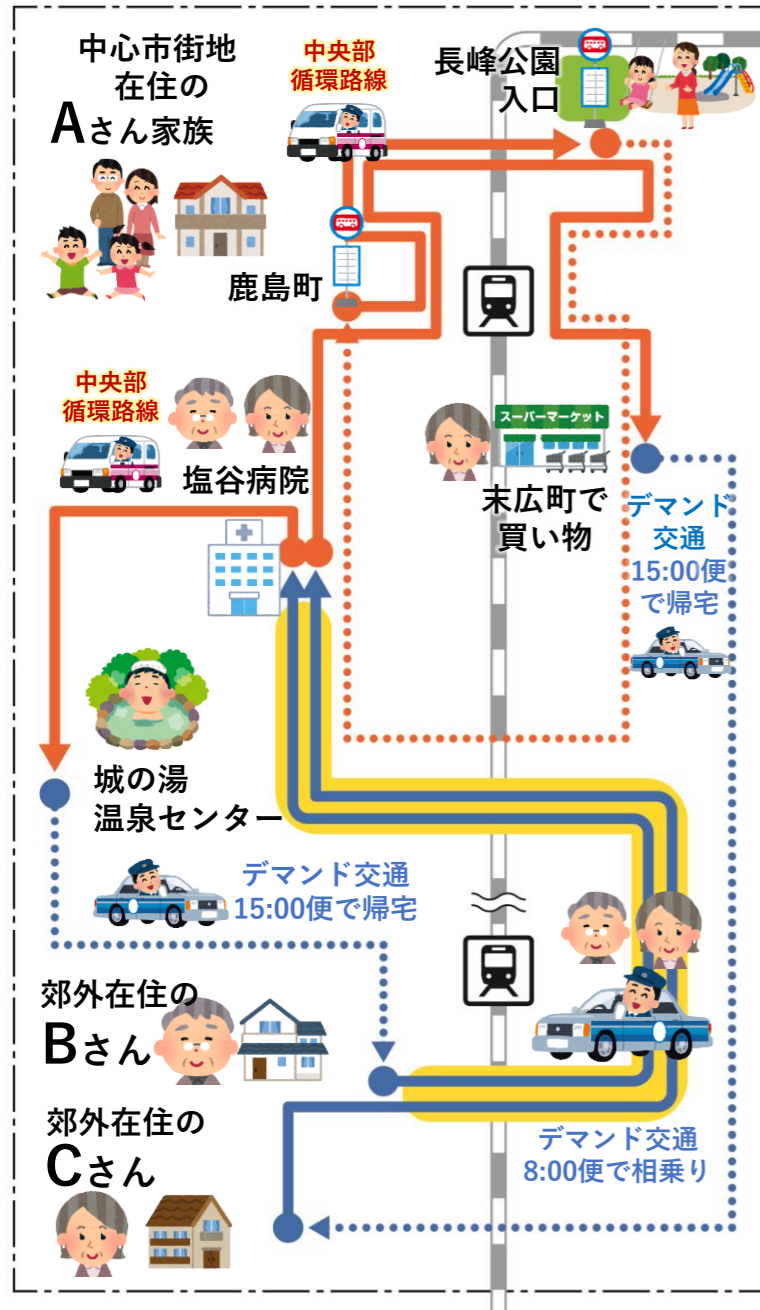 中心市街地
在住の
Aさん家族
中央部
循環路線
長峰公園
入口
鹿島町
中央部
循環路線
塩谷病院
スーパーマーケット
末広町で
買い物
デマンド
交通
15:00便
で帰宅
城の湯
温泉センター
デマンド交通
15:00便で帰宅
郊外在住の
Bさん
郊外在住の
Cさん
デマンド交通
8:00便で相乗り